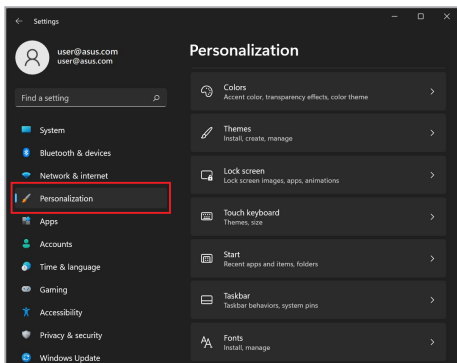 Settings
user@asus.com
user@asus.com
Find a setting
System
Bluetooth & devices
Network & internet
Personalization
Apps
Accounts
Time & language
Gaming
Accessibility
Privacy & security
Windows Update
Personalization
Colors
Accent color, transparency effects, color theme
Themes
Install, create, manage
Lock screen
Lock screen images, apps, animations
Touch keyboard
Themes, size
Start
Recent apps and items, folders
Taskbar
Taskbar behaviors, system pins
Fonts
Install, manage